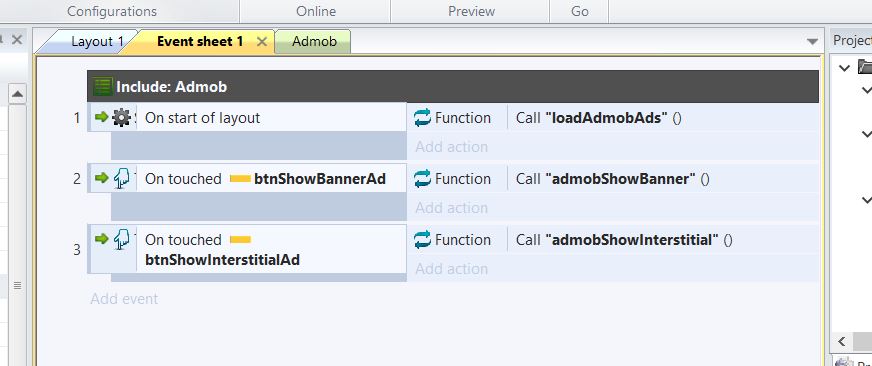 Configurations Online Preview Go
Layout 1 Event sheet 1 Admob Project
Include: Admob
1 On start of layout Function Call "loadAdmobAds" ()
Add action
2 On touched btnShowBannerAd Function Call "admobShowBanner" ()
Add action
3 On touched btnShowInterstitialAd Function Call "admobShowInterstitial" ()
Add action
Add event